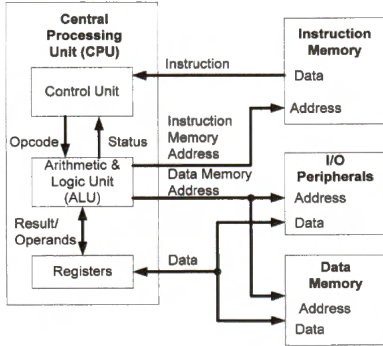 Central
Processing
Unit (CPU)
Control Unit
Opcode
Status
Arithmetic &
Logic Unit
(ALU)
Result/
Operands
Registers
Instruction
Instruction
Memory
Address
Data Memory
Address
Data
Instruction
Memory
Data
Address
I/O
Peripherals
Address
Data
Data
Memory
Address
Data